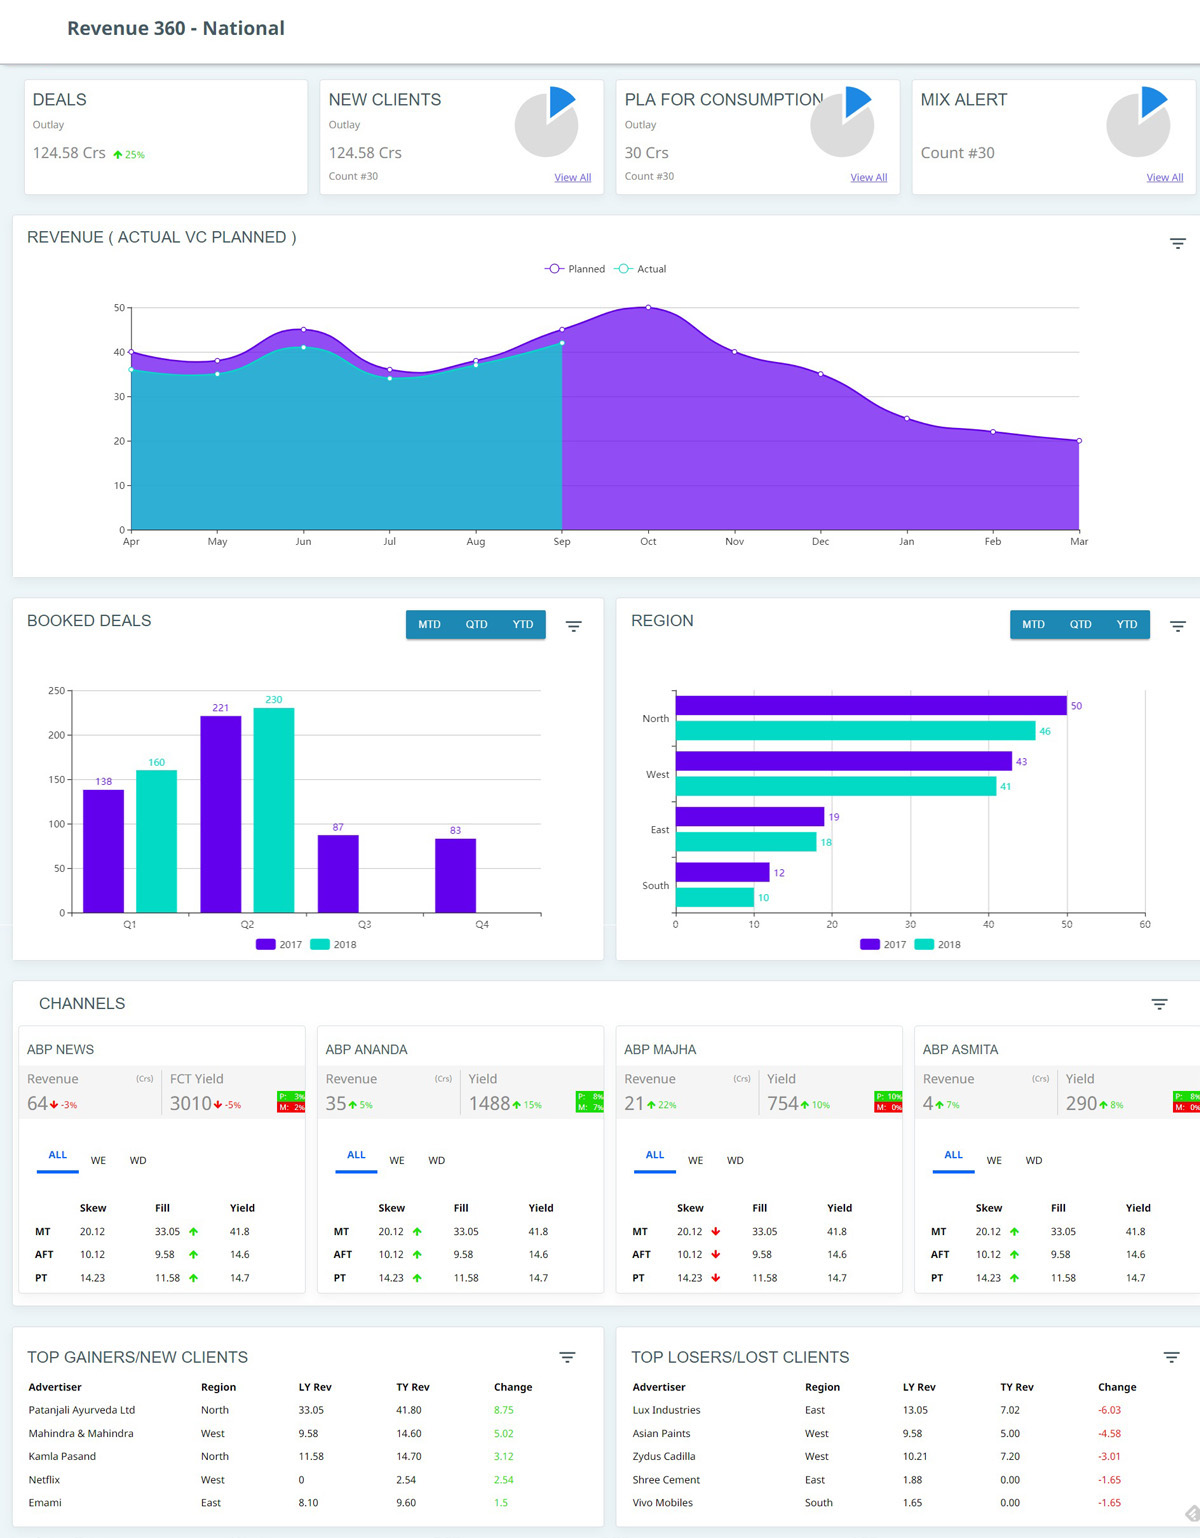 Revenue 360 - National
DEALS
Outlay
124.58 Crs 25%
NEW CLIENTS
Outlay
124.58 Crs
Count #30
View All
PLA FOR CONSUMPTION
Outlay
30 Crs
Count #30
View All
MIX ALERT
Count #30
View All
REVENUE ( ACTUAL VC PLANNED )
Planned Actual
50
40
30
20
10
0
Apr May Jun Jul Aug Sep Oct Nov Dec Jan Feb Mar
BOOKED DEALS
MTD QTD YTD
250
200
150
100
50
0
138 160 221 230 87 83
Q1 Q2 Q3 Q4
2017 2018
REGION
MTD QTD YTD
North 50
46
West 43
41
East 19
18
South 12
10
0 10 20 30 40 50 60
2017 2018
CHANNELS
ABP NEWS
Revenue (Crs) FCT Yield
64 -3% 3010 -5%
P: 3%
M: 2%
ALL WE WD
Skew Fill Yield
MT 20.12 33.05 41.8
AFT 10.12 9.58 14.6
PT 14.23 11.58 14.7
ABP ANANDA
Revenue (Crs) Yield
35 5% 1488 15%
P: 8%
M: 7%
ALL WE WD
Skew Fill Yield
MT 20.12 33.05 41.8
AFT 10.12 9.58 14.6
PT 14.23 11.58 14.7
ABP MAJHA
Revenue (Crs) Yield
21 22% 754 10%
P: 10%
M: 0%
ALL WE WD
Skew Fill Yield
MT 20.12 33.05 41.8
AFT 10.12 9.58 14.6
PT 14.23 11.58 14.7
ABP ASMITA
Revenue (Crs) Yield
4 7% 290 8%
P: 8%
M: 0%
ALL WE WD
Skew Fill Yield
MT 20.12 33.05 41.8
AFT 10.12 9.58 14.6
PT 14.23 11.58 14.7
TOP GAINERS/NEW CLIENTS
Advertiser Region LY Rev TY Rev Change
Patanjali Ayurveda Ltd North 33.05 41.80 8.75
Mahindra & Mahindra West 9.58 14.60 5.02
Kamla Pasand North 11.58 14.70 3.12
Netflix West 0 2.54 2.54
Emami East 8.10 9.60 1.5
TOP LOSERS/LOST CLIENTS
Advertiser Region LY Rev TY Rev Change
Lux Industries East 13.05 7.02 -6.03
Asian Paints West 9.58 5.00 -4.58
Zydus Cadilla West 10.21 7.20 -3.01
Shree Cement East 1.88 0.00 -1.65
Vivo Mobiles South 1.65 0.00 -1.65